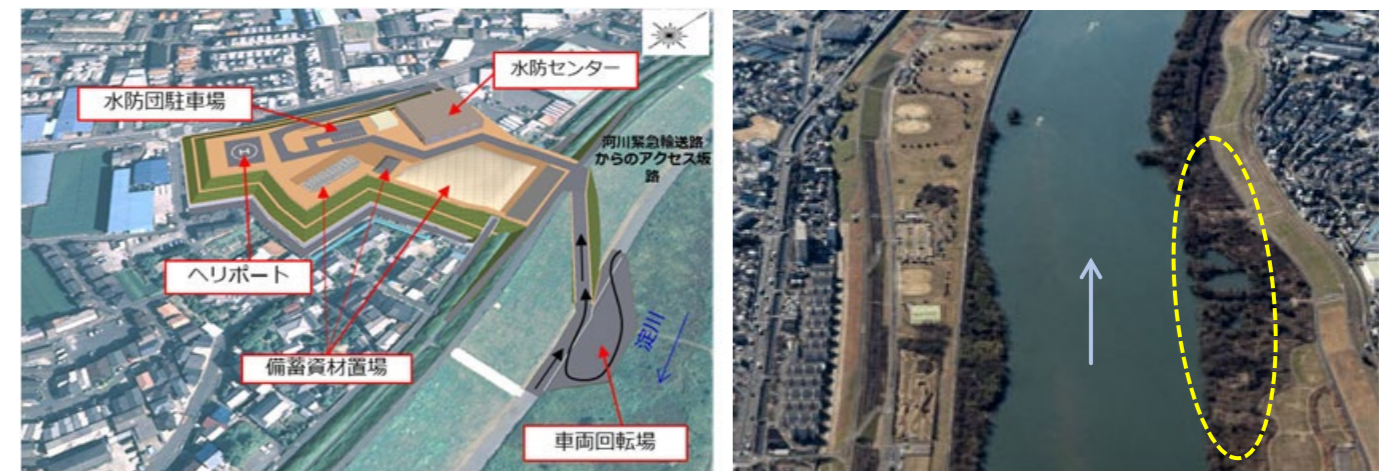 水防センター
水防団駐車場
河川緊急輸送路
からのアクセス坂
路
H
ヘリポート
淀川
備蓄資材置場
車両回転場